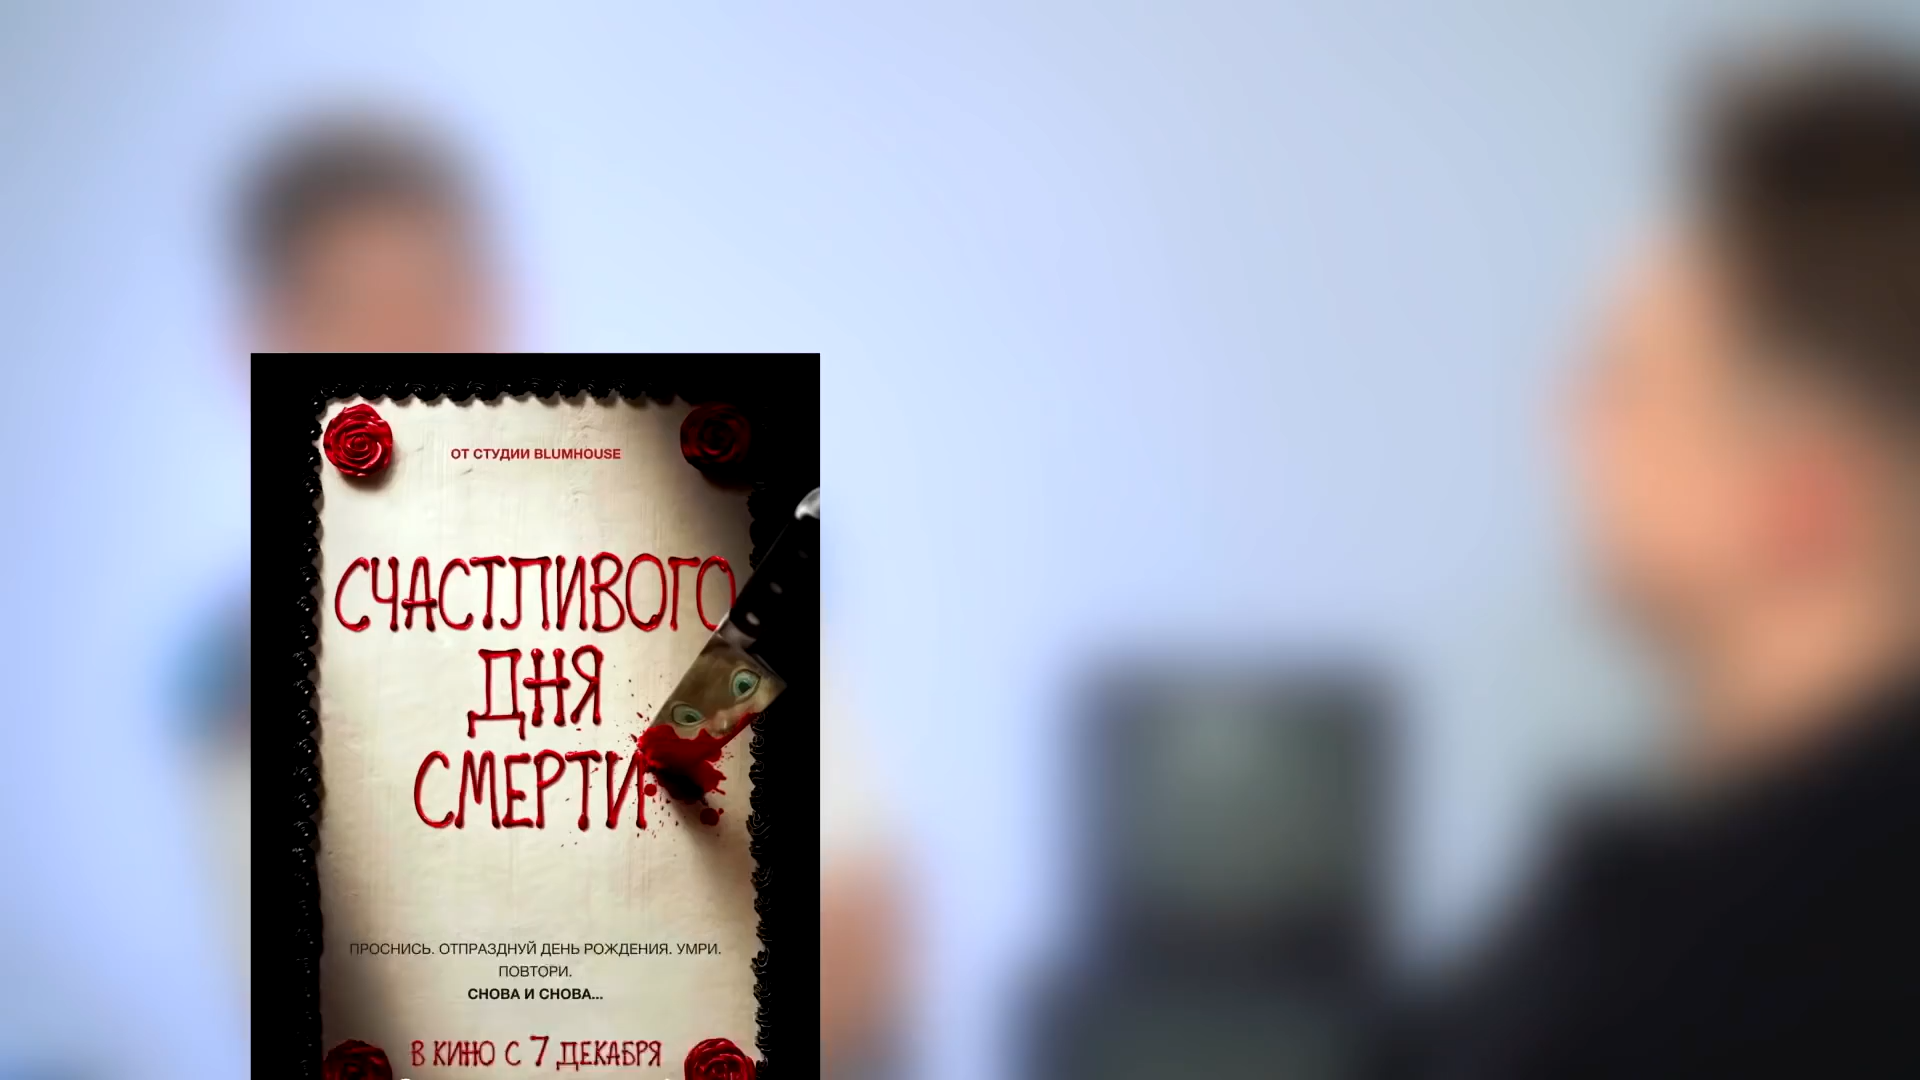 ОТ СТУДИИ BLUMHOUSE
СЧАСТЛИВОГО
ДНЯ
СМЕРТИ
ПРОСНИСЬ. ОТПРАЗДНУЙ ДЕНЬ РОЖДЕНИЯ. УМРИ.
ПОВТОРИ.
СНОВА И СНОВА...
В КИНО С 7 ДЕКАБРЯ